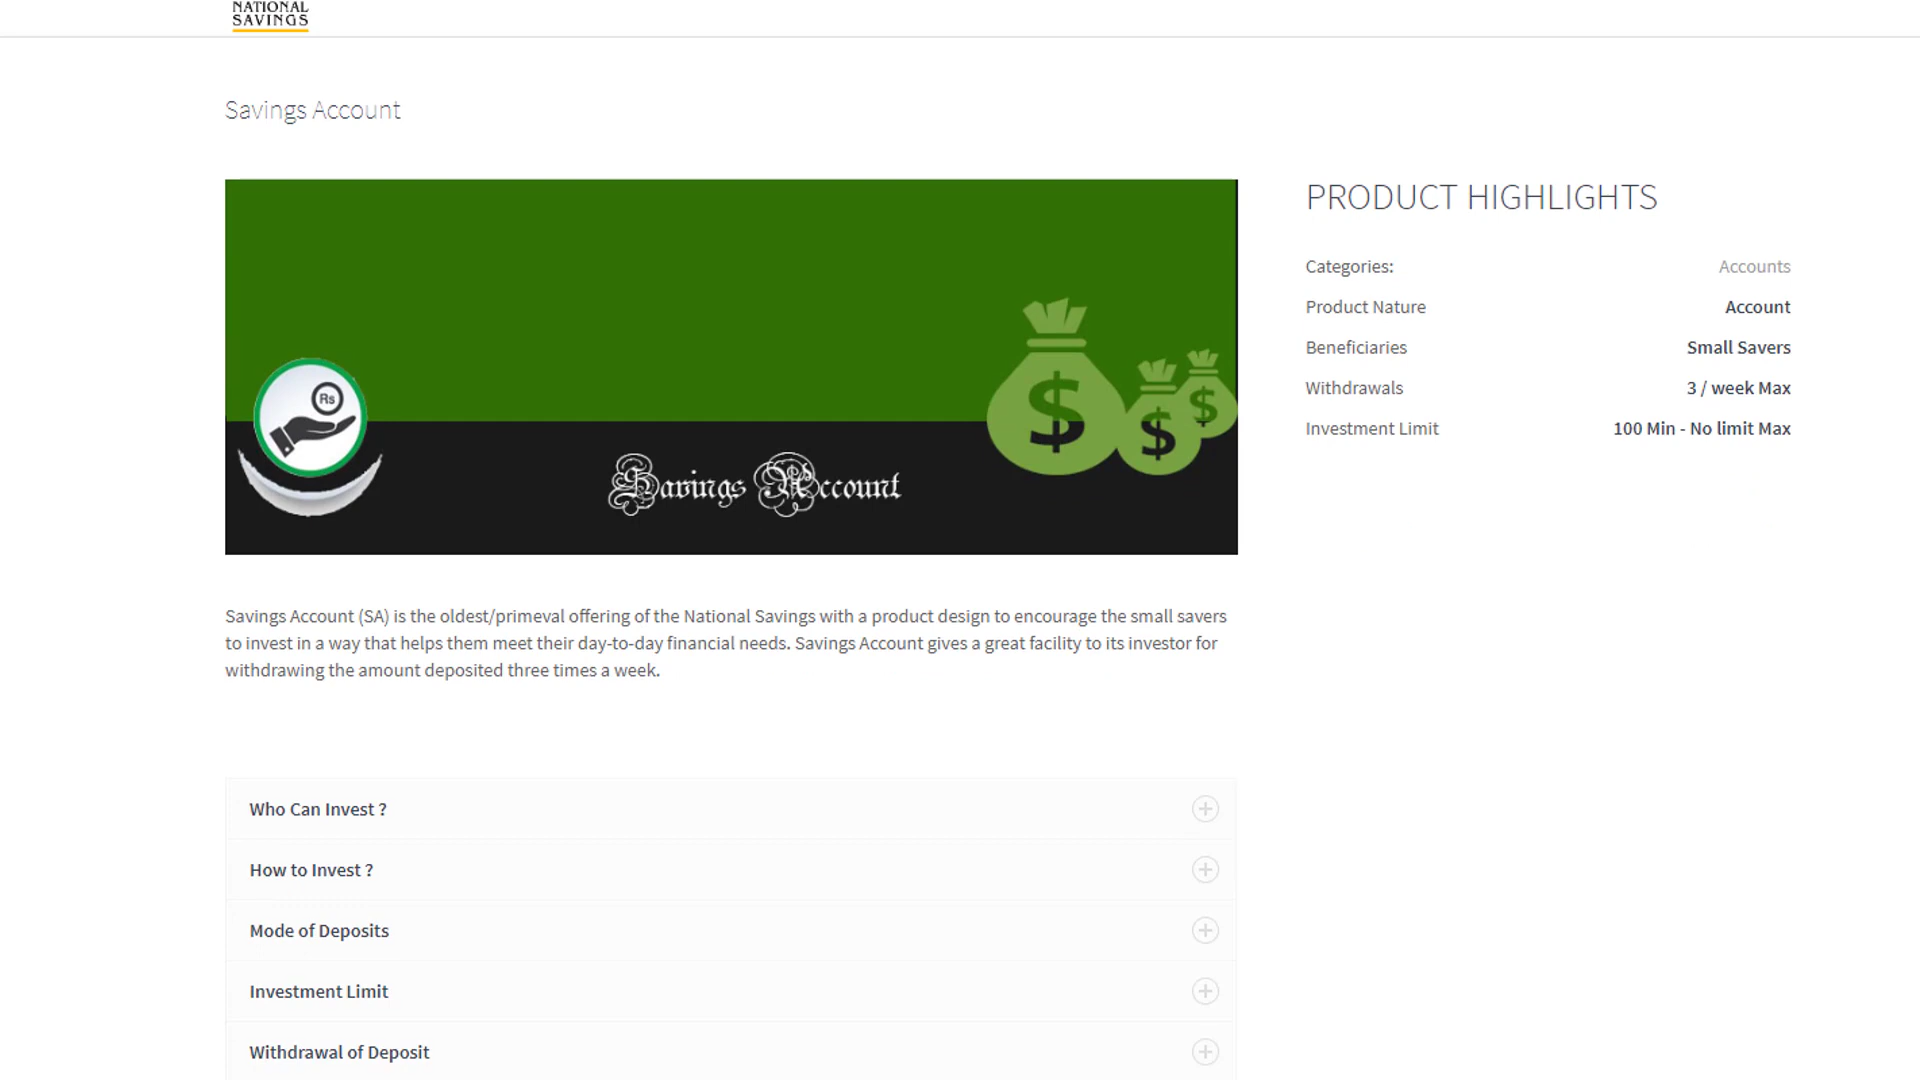 NATIONAL
SAVINGS
Savings Account
Rs
$
$
$
Savings Account
PRODUCT HIGHLIGHTS
Categories: Accounts
Product Nature Account
Beneficiaries Small Savers
Withdrawals 3 / week Max
Investment Limit 100 Min - No limit Max
Savings Account (SA) is the oldest/primeval offering of the National Savings with a product design to encourage the small savers
to invest in a way that helps them meet their day-to-day financial needs. Savings Account gives a great facility to its investor for
withdrawing the amount deposited three times a week.
Who Can Invest ?
How to Invest ?
Mode of Deposits
Investment Limit
Withdrawal of Deposit